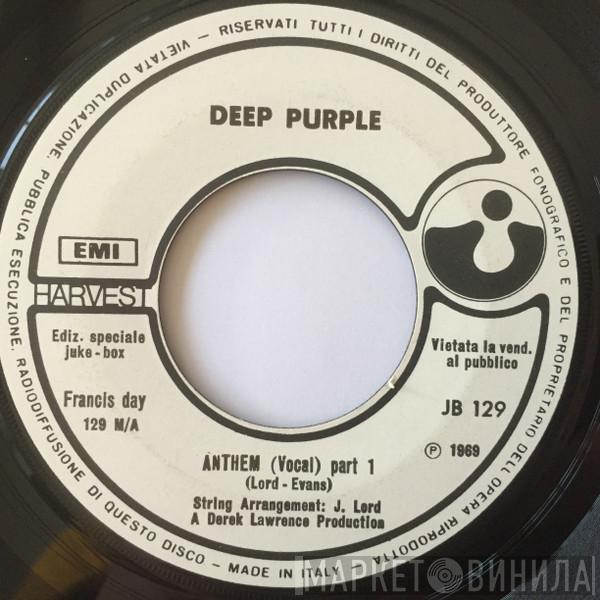 VIETATA DUPLICAZIONE. PUBBLICA ESECUZIONE. RADIODIFFUSIONE DI QUESTO DISCO - MADE IN ITALY - RISERVATI TUTTI I DIRITTI DEL PRODUTTORE FONOGRAFICO E DEL PROPRIETARIO DELL'OPERA RIPRODOTTA
DEEP PURPLE
EMI
HARVEST
Ediz. speciale
juke-box
Francis day
129 M/A
Vietata la vend.
al pubblico
JB 129
Ⓟ 1969
ANTHEM (Vocal) part 1
(Lord - Evans)
String Arrangement: J. Lord
A Derek Lawrence Production
МАРКЕТ ВИНИЛА